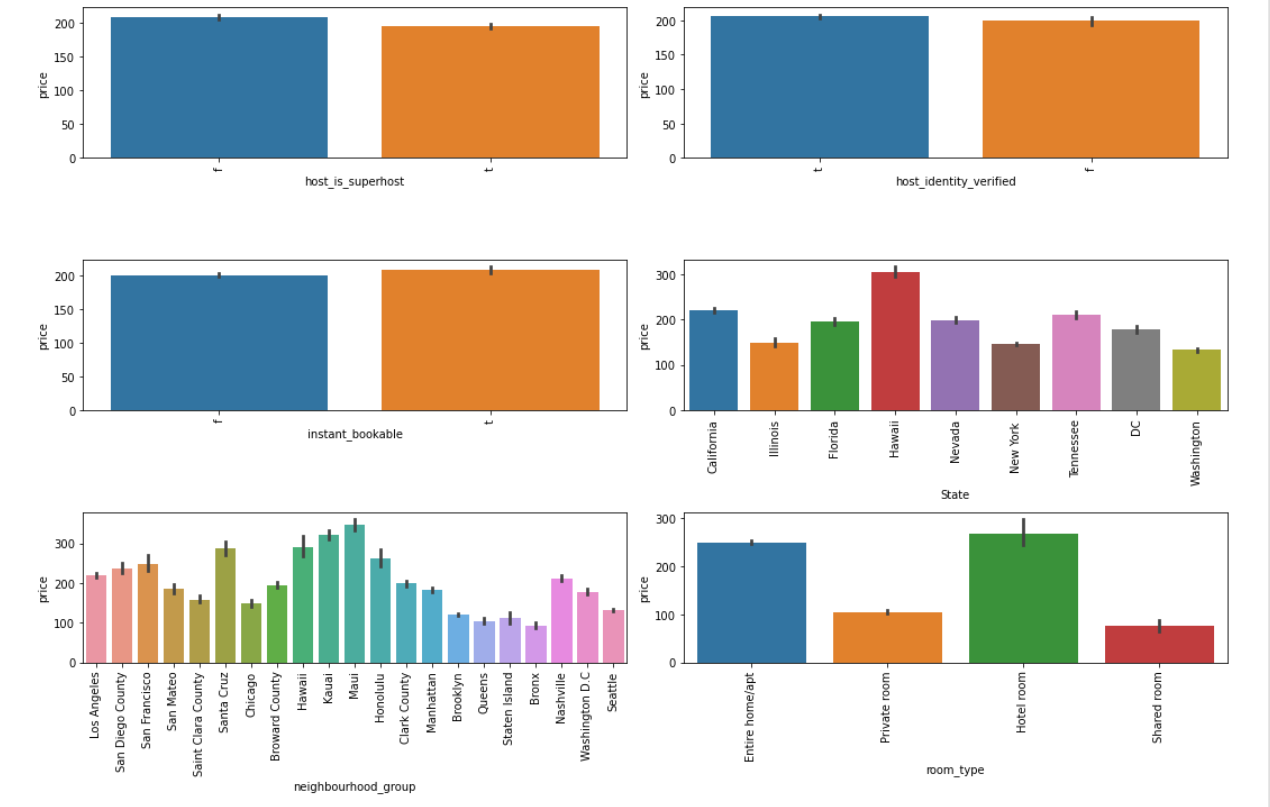 200
150
100
50
0
price
f
t
host_is_superhost
200
150
100
50
0
price
t
f
host_identity_verified
200
150
100
50
0
price
f
t
instant_bookable
300
200
100
0
price
California
Illinois
Florida
Hawaii
Nevada
New York
Tennessee
DC
Washington
State
300
200
100
0
price
Los Angeles
San Diego County
San Francisco
San Mateo
Saint Clara County
Santa Cruz
Chicago
Broward County
Hawaii
Kauai
Maui
Honolulu
Clark County
Manhattan
Brooklyn
Queens
Staten Island
Bronx
Nashville
Washington D.C
Seattle
neighbourhood_group
300
200
100
0
price
Entire home/apt
Private room
Hotel room
Shared room
room_type